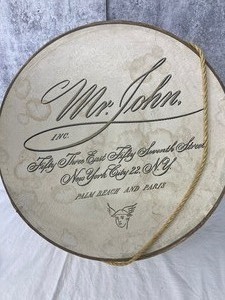 Mr. John.
INC.
Fifty Three East Fifty Seventh Street
New York City 22, N.Y.
PALM BEACH AND PARIS